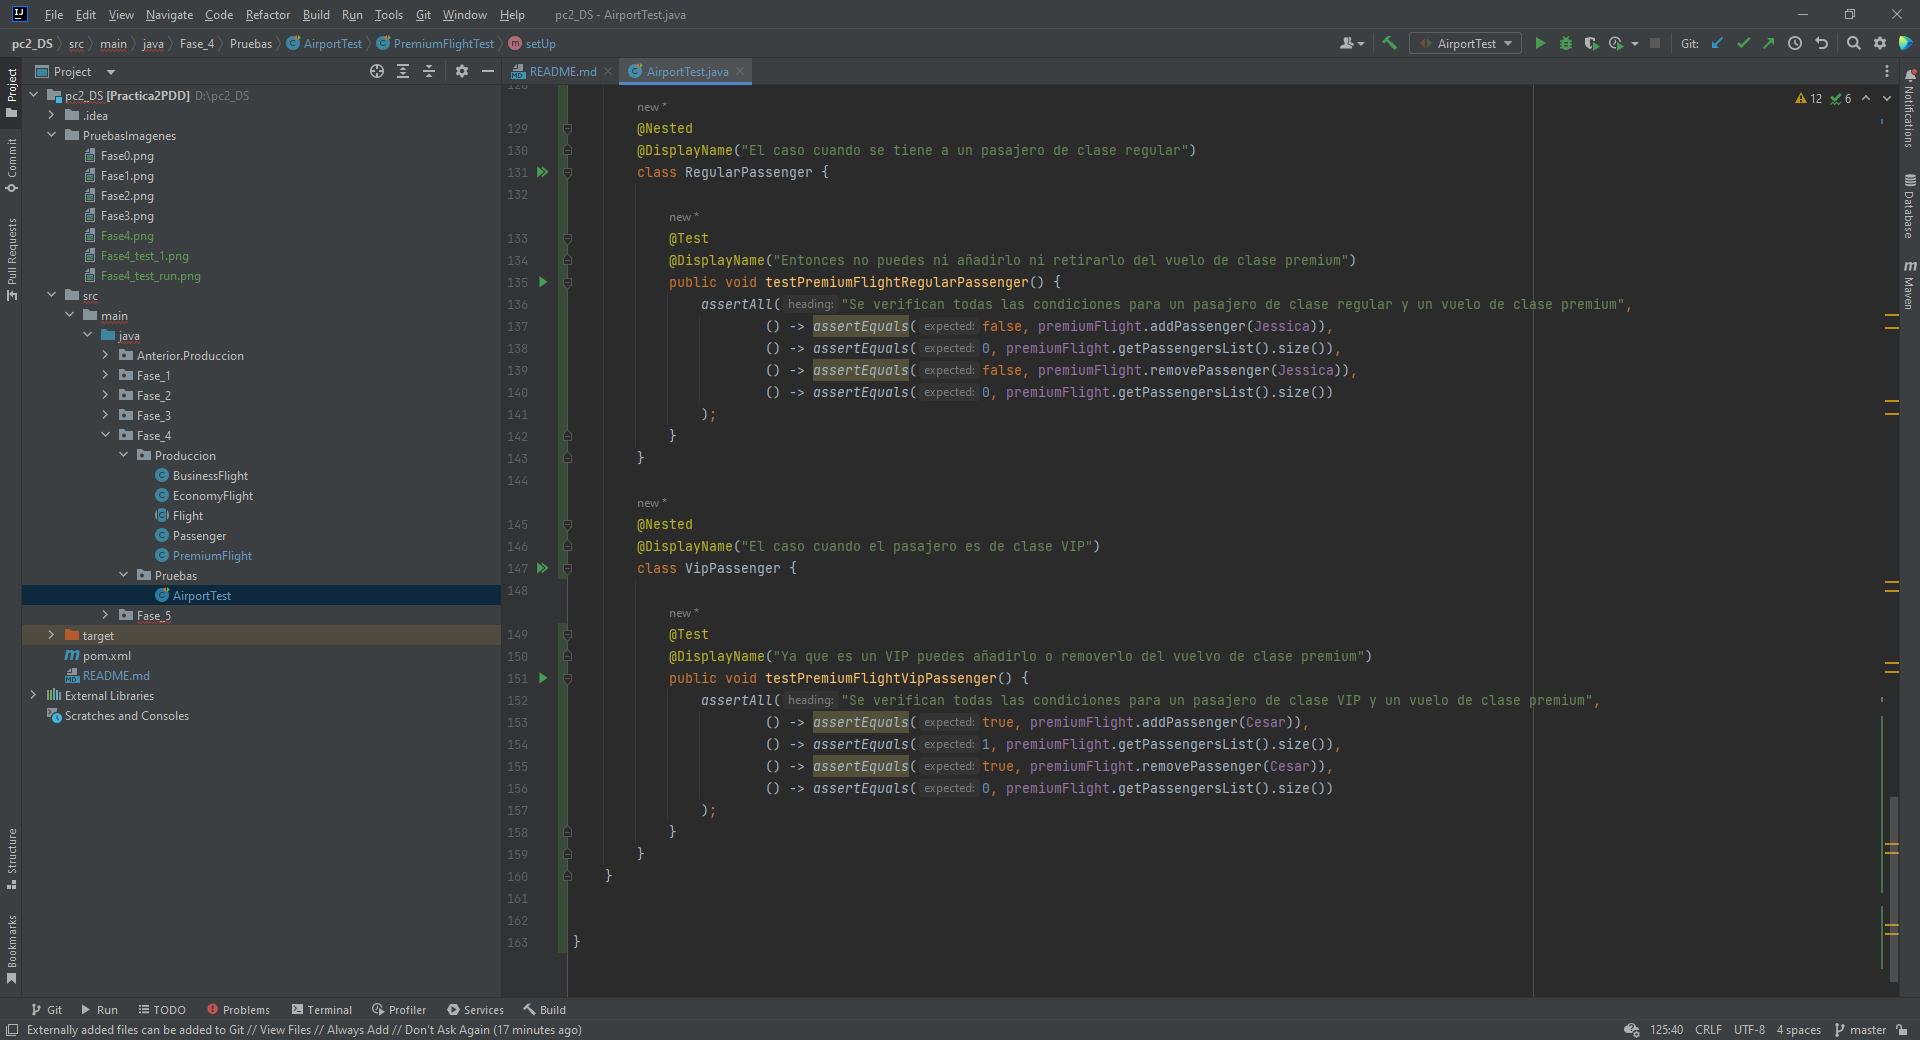 File Edit View Navigate Code Refactor Build Run Tools Git Window Help pc2_DS - AirportTest.java
pc2_DS src main java Fase_4 Pruebas AirportTest PremiumFlightTest setUp AirportTest Git:
Project
README.md AirportTest.java
pc2_DS [Practica2PDD] D:\pc2_DS
.idea
PruebasImagenes
Fase0.png
Fase1.png
Fase2.png
Fase3.png
Fase4.png
Fase4_test_1.png
Fase4_test_run.png
src
main
java
Anterior.Produccion
Fase_1
Fase_2
Fase_3
Fase_4
Produccion
BusinessFlight
EconomyFlight
Flight
Passenger
PremiumFlight
Pruebas
AirportTest
Fase_5
target
pom.xml
README.md
External Libraries
Scratches and Consoles
Project
Commit
Pull Requests
Structure
Bookmarks
12 6
new *
129 @Nested
130 @DisplayName("El caso cuando se tiene a un pasajero de clase regular")
131 class RegularPassenger {
132
new *
133 @Test
134 @DisplayName("Entonces no puedes ni añadirlo ni retirarlo del vuelo de clase premium")
135 public void testPremiumFlightRegularPassenger() {
136 assertAll( heading: "Se verifican todas las condiciones para un pasajero de clase regular y un vuelo de clase premium",
137 () -> assertEquals( expected: false, premiumFlight.addPassenger(Jessica)),
138 () -> assertEquals( expected: 0, premiumFlight.getPassengersList().size()),
139 () -> assertEquals( expected: false, premiumFlight.removePassenger(Jessica)),
140 () -> assertEquals( expected: 0, premiumFlight.getPassengersList().size())
141 );
142 }
143 }
144
new *
145 @Nested
146 @DisplayName("El caso cuando el pasajero es de clase VIP")
147 class VipPassenger {
148
new *
149 @Test
150 @DisplayName("Ya que es un VIP puedes añadirlo o removerlo del vuelvo de clase premium")
151 public void testPremiumFlightVipPassenger() {
152 assertAll( heading: "Se verifican todas las condiciones para un pasajero de clase VIP y un vuelo de clase premium",
153 () -> assertEquals( expected: true, premiumFlight.addPassenger(Cesar)),
154 () -> assertEquals( expected: 1, premiumFlight.getPassengersList().size()),
155 () -> assertEquals( expected: true, premiumFlight.removePassenger(Cesar)),
156 () -> assertEquals( expected: 0, premiumFlight.getPassengersList().size())
157 );
158 }
159 }
160 }
161
162
163 }
Notifications
Database
Maven
Git Run TODO Problems Terminal Profiler Services Build
Externally added files can be added to Git // View Files // Always Add // Don't Ask Again (17 minutes ago) 125:40 CRLF UTF-8 4 spaces master